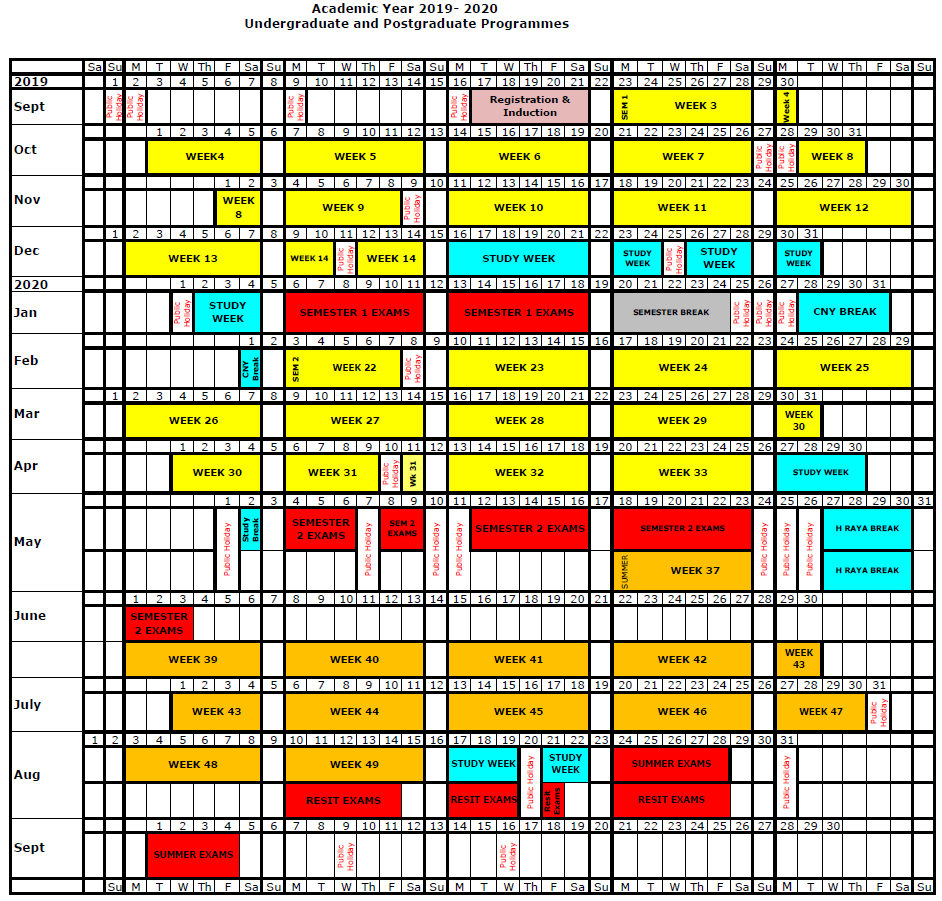 Academic Year 2019- 2020
Undergraduate and Postgraduate Programmes
Sa Su M T W Th F Sa Su M T W Th F Sa Su M T W Th F Sa Su M T W Th F Sa Su M T W Th F Sa Su
2019 1 2 3 4 5 6 7 8 9 10 11 12 13 14 15 16 17 18 19 20 21 22 23 24 25 26 27 28 29 30
Sept Public Holiday Public Holiday Public Holiday Public Holiday Registration & Induction SEM 1 WEEK 3 Week 4
1 2 3 4 5 6 7 8 9 10 11 12 13 14 15 16 17 18 19 20 21 22 23 24 25 26 27 28 29 30 31
Oct WEEK4 WEEK 5 WEEK 6 WEEK 7 Public Holiday Public Holiday WEEK 8
1 2 3 4 5 6 7 8 9 10 11 12 13 14 15 16 17 18 19 20 21 22 23 24 25 26 27 28 29 30
Nov WEEK 8 WEEK 9 Public Holiday WEEK 10 WEEK 11 WEEK 12
1 2 3 4 5 6 7 8 9 10 11 12 13 14 15 16 17 18 19 20 21 22 23 24 25 26 27 28 29 30 31
Dec WEEK 13 WEEK 14 Public Holiday WEEK 14 STUDY WEEK STUDY WEEK Public Holiday STUDY WEEK STUDY WEEK
2020 1 2 3 4 5 6 7 8 9 10 11 12 13 14 15 16 17 18 19 20 21 22 23 24 25 26 27 28 29 30 31
Jan Public Holiday STUDY WEEK SEMESTER 1 EXAMS SEMESTER 1 EXAMS SEMESTER BREAK Public Holiday Public Holiday Public Holiday CNY BREAK
1 2 3 4 5 6 7 8 9 10 11 12 13 14 15 16 17 18 19 20 21 22 23 24 25 26 27 28 29
Feb CNY Break SEM 2 WEEK 22 Public Holiday WEEK 23 WEEK 24 WEEK 25
1 2 3 4 5 6 7 8 9 10 11 12 13 14 15 16 17 18 19 20 21 22 23 24 25 26 27 28 29 30 31
Mar WEEK 26 WEEK 27 WEEK 28 WEEK 29 WEEK 30
1 2 3 4 5 6 7 8 9 10 11 12 13 14 15 16 17 18 19 20 21 22 23 24 25 26 27 28 29 30
Apr WEEK 30 WEEK 31 Public Holiday Wk 31 WEEK 32 WEEK 33 STUDY WEEK
1 2 3 4 5 6 7 8 9 10 11 12 13 14 15 16 17 18 19 20 21 22 23 24 25 26 27 28 29 30 31
May Public Holiday Study Break SEMESTER 2 EXAMS Public Holiday SEM 2 EXAMS Public Holiday Public Holiday SEMESTER 2 EXAMS SEMESTER 2 EXAMS Public Holiday Public Holiday Public Holiday H RAYA BREAK
SUMMER WEEK 37 H RAYA BREAK
1 2 3 4 5 6 7 8 9 10 11 12 13 14 15 16 17 18 19 20 21 22 23 24 25 26 27 28 29 30
June SEMESTER 2 EXAMS
WEEK 39 WEEK 40 WEEK 41 WEEK 42 WEEK 43
1 2 3 4 5 6 7 8 9 10 11 12 13 14 15 16 17 18 19 20 21 22 23 24 25 26 27 28 29 30 31
July WEEK 43 WEEK 44 WEEK 45 WEEK 46 WEEK 47 Public Holiday
1 2 3 4 5 6 7 8 9 10 11 12 13 14 15 16 17 18 19 20 21 22 23 24 25 26 27 28 29 30 31
Aug WEEK 48 WEEK 49 STUDY WEEK Public Holiday STUDY WEEK SUMMER EXAMS Public Holiday
RESIT EXAMS RESIT EXAMS Resit Exams RESIT EXAMS
1 2 3 4 5 6 7 8 9 10 11 12 13 14 15 16 17 18 19 20 21 22 23 24 25 26 27 28 29 30
Sept SUMMER EXAMS Public Holiday Public Holiday
Su M T W Th F Sa Su M T W Th F Sa Su M T W Th F Sa Su M T W Th F Sa Su M T W Th F Sa Su